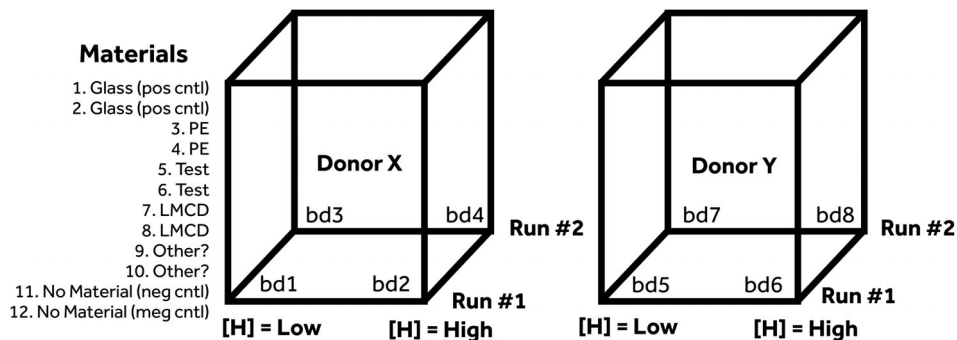 Materials
1. Glass (pos cntl)
2. Glass (pos cntl)
3. PE
4. PE
5. Test
6. Test
7. LMCD
8. LMCD
9. Other?
10. Other?
11. No Material (neg cntl)
12. No Material (meg cntl)
Donor X
bd3 bd4
Run #2
bd1 bd2
Run #1
[H] = Low [H] = High
Donor Y
bd7 bd8
Run #2
bd5 bd6
Run #1
[H] = Low [H] = High